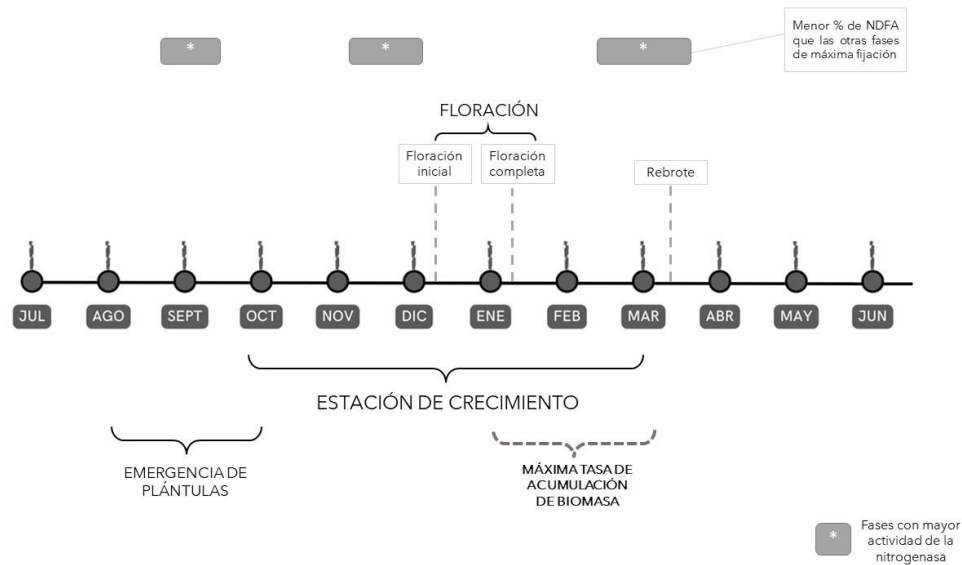 * * *
Menor % de NDFA
que las otras fases
de máxima fijación
FLORACIÓN
Floración
inicial
Floración
completa
Rebrote
JUL AGO SEPT OCT NOV DIC ENE FEB MAR ABR MAY JUN
ESTACIÓN DE CRECIMIENTO
EMERGENCIA DE
PLÁNTULAS
MÁXIMA TASA DE
ACUMULACIÓN
DE BIOMASA
*
Fases con mayor
actividad de la
nitrogenasa